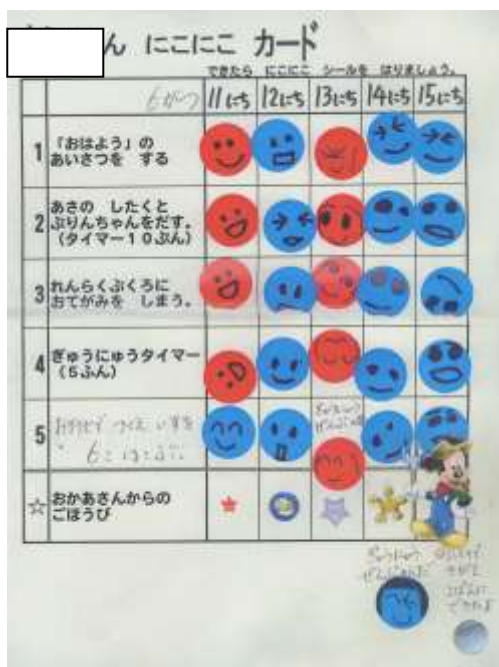 ん にこにこ カード
できたら にこにこ シールを はりましょう。
6がつ 11にち 12にち 13にち 14にち 15にち
1 「おはよう」の
あいさつを する
2 あさの したくと
ぷりんちゃんをだす。
(タイマー10ぷん)
3 れんらくぶくろに
おてがみを しまう。
4 ぎゅうにゅうタイマー
(5ふん)
5
☆ おかあさんからの
ごほうび